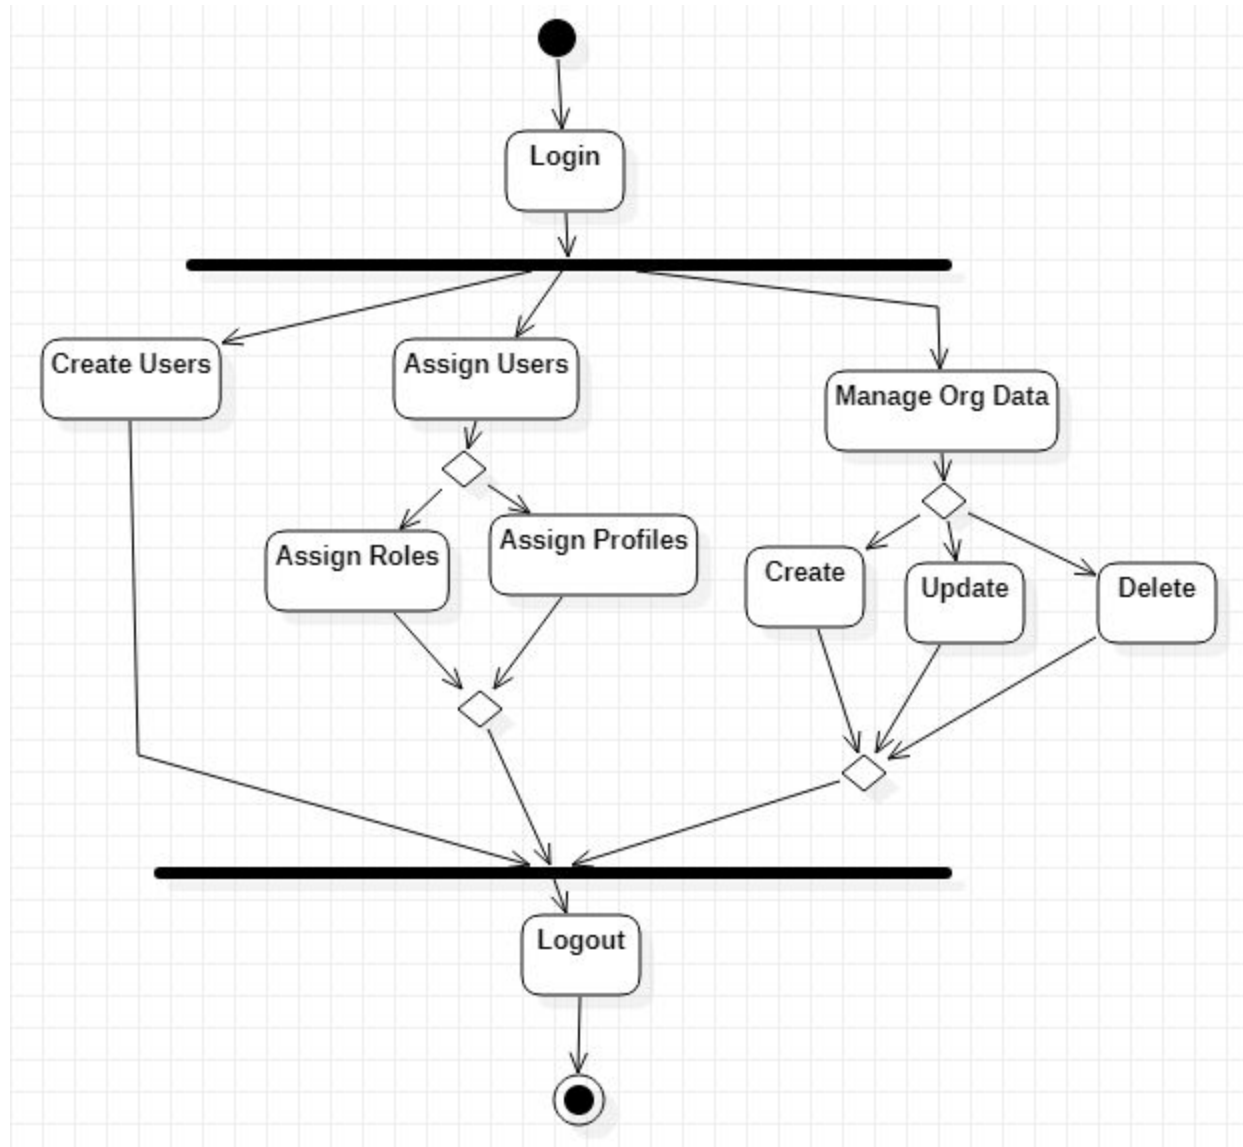 Login
Create Users
Assign Users
Manage Org Data
Assign Roles
Assign Profiles
Create
Update
Delete
Logout